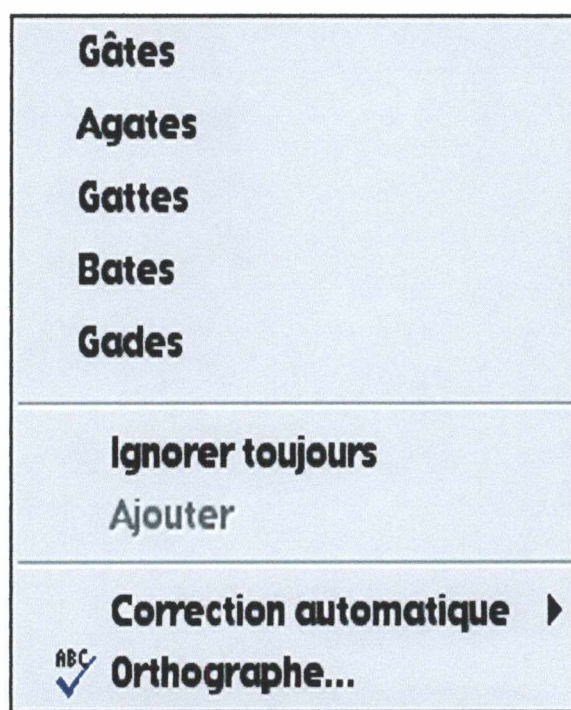 Gâtes
Agates
Gattes
Bates
Gades
Ignorer toujours
Ajouter
Correction automatique
ABC Orthographe...